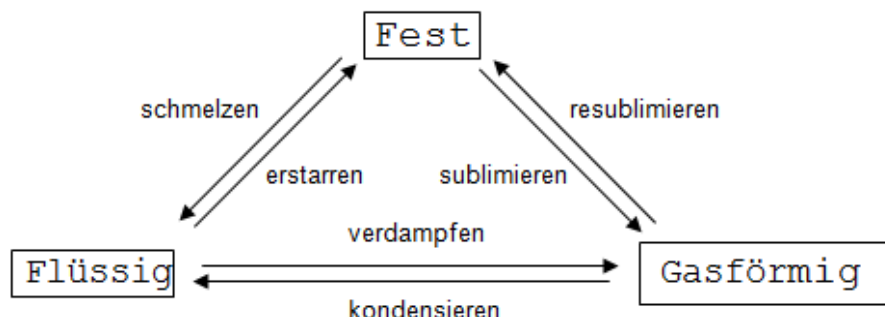 Fest
schmelzen
resublimieren
erstarren
sublimieren
verdampfen
Flüssig
Gasförmig
kondensieren